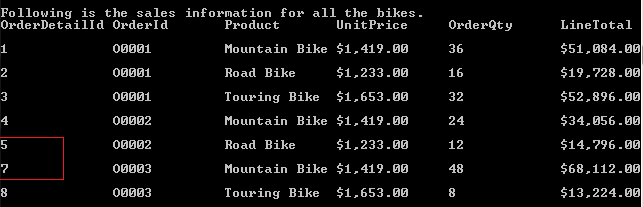 Following is the sales information for all the bikes.
OrderDetailId OrderId Product UnitPrice OrderQty LineTotal
1 O0001 Mountain Bike $1,419.00 36 $51,084.00
2 O0001 Road Bike $1,233.00 16 $19,728.00
3 O0001 Touring Bike $1,653.00 32 $52,896.00
4 O0002 Mountain Bike $1,419.00 24 $34,056.00
5 O0002 Road Bike $1,233.00 12 $14,796.00
7 O0003 Mountain Bike $1,419.00 48 $68,112.00
8 O0003 Touring Bike $1,653.00 8 $13,224.00